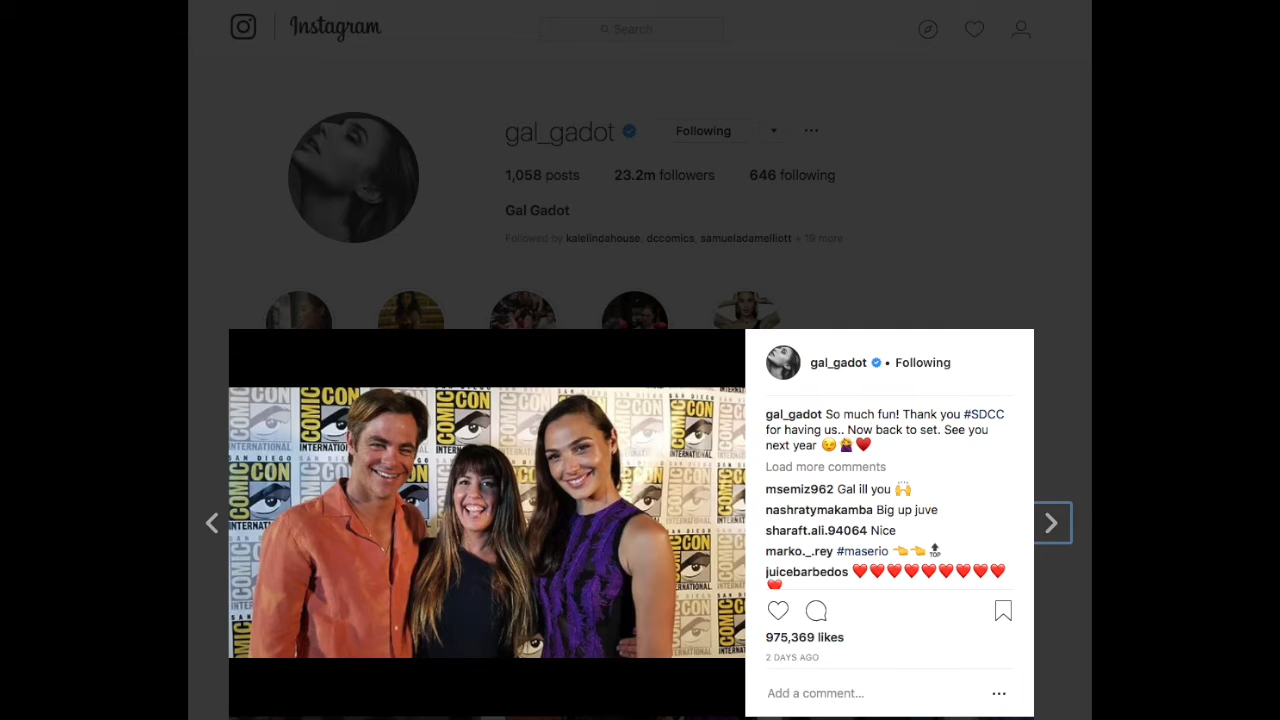 Instagram
Search
gal_gadot Following
1,058 posts 23.2m followers 646 following
Gal Gadot
Followed by kalelindahouse, dccomics, samueladamelliott + 19 more
gal_gadot • Following
gal_gadot So much fun! Thank you #SDCC
for having us.. Now back to set. See you
next year 😉🤷‍♀️❤️
Load more comments
msemiz962 Gal ill you 🙌
nashratymakamba Big up juve
sharaft.ali.94064 Nice
marko._.rey #maserio 👈👈🔝
juicebarbedos ❤️❤️❤️❤️❤️❤️❤️❤️❤️
❤️
975,369 likes
2 DAYS AGO
Add a comment...
SAN DIEGO
COMIC CON
INTERNATIONAL